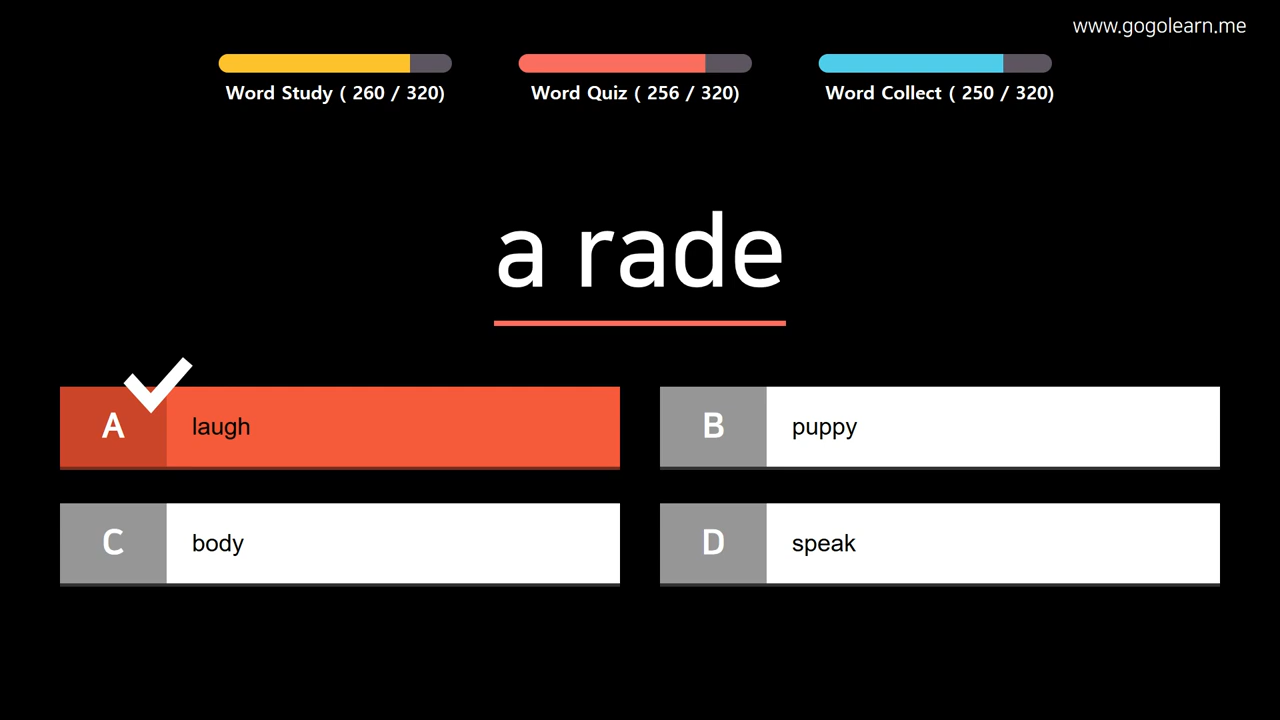 www.gogolearn.me
Word Study ( 260 / 320)
Word Quiz ( 256 / 320)
Word Collect ( 250 / 320)
a rade
A laugh
B puppy
C body
D speak